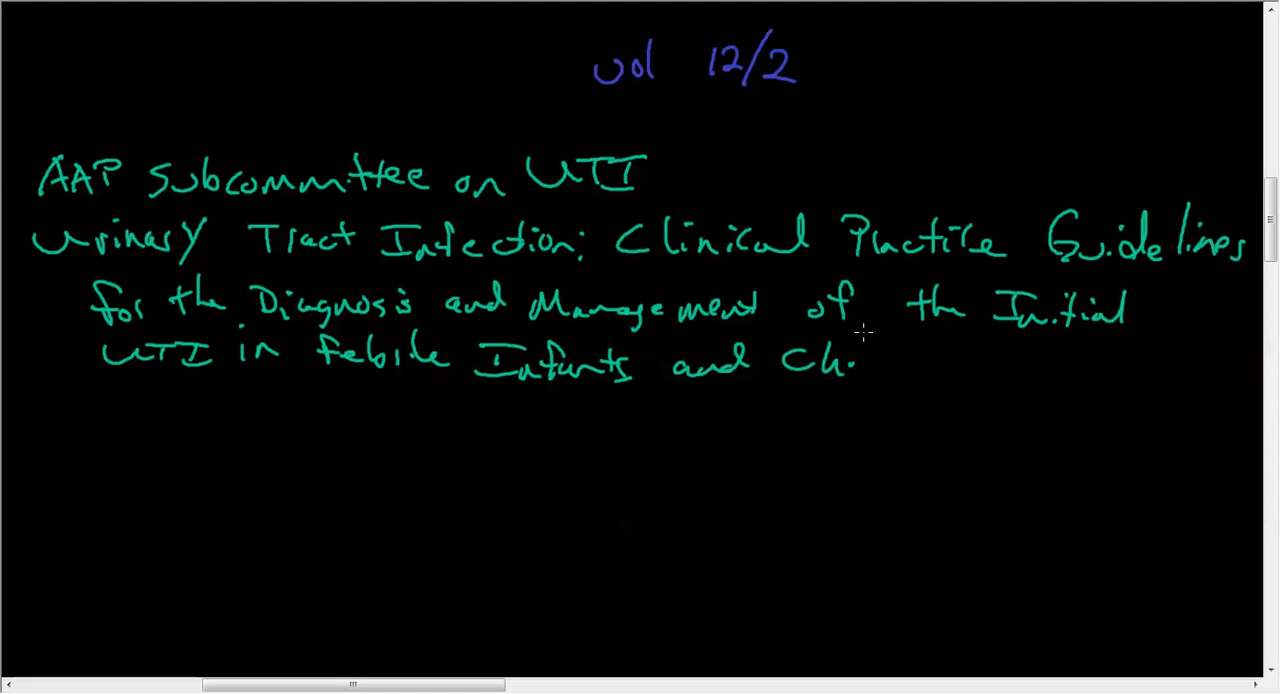 vol 12/2
AAP Subcommittee on UTI
Urinary Tract Infection: Clinical Practice Guidelines
for the Diagnosis and Management of the Initial
UTI in Febrile Infants and Ch.